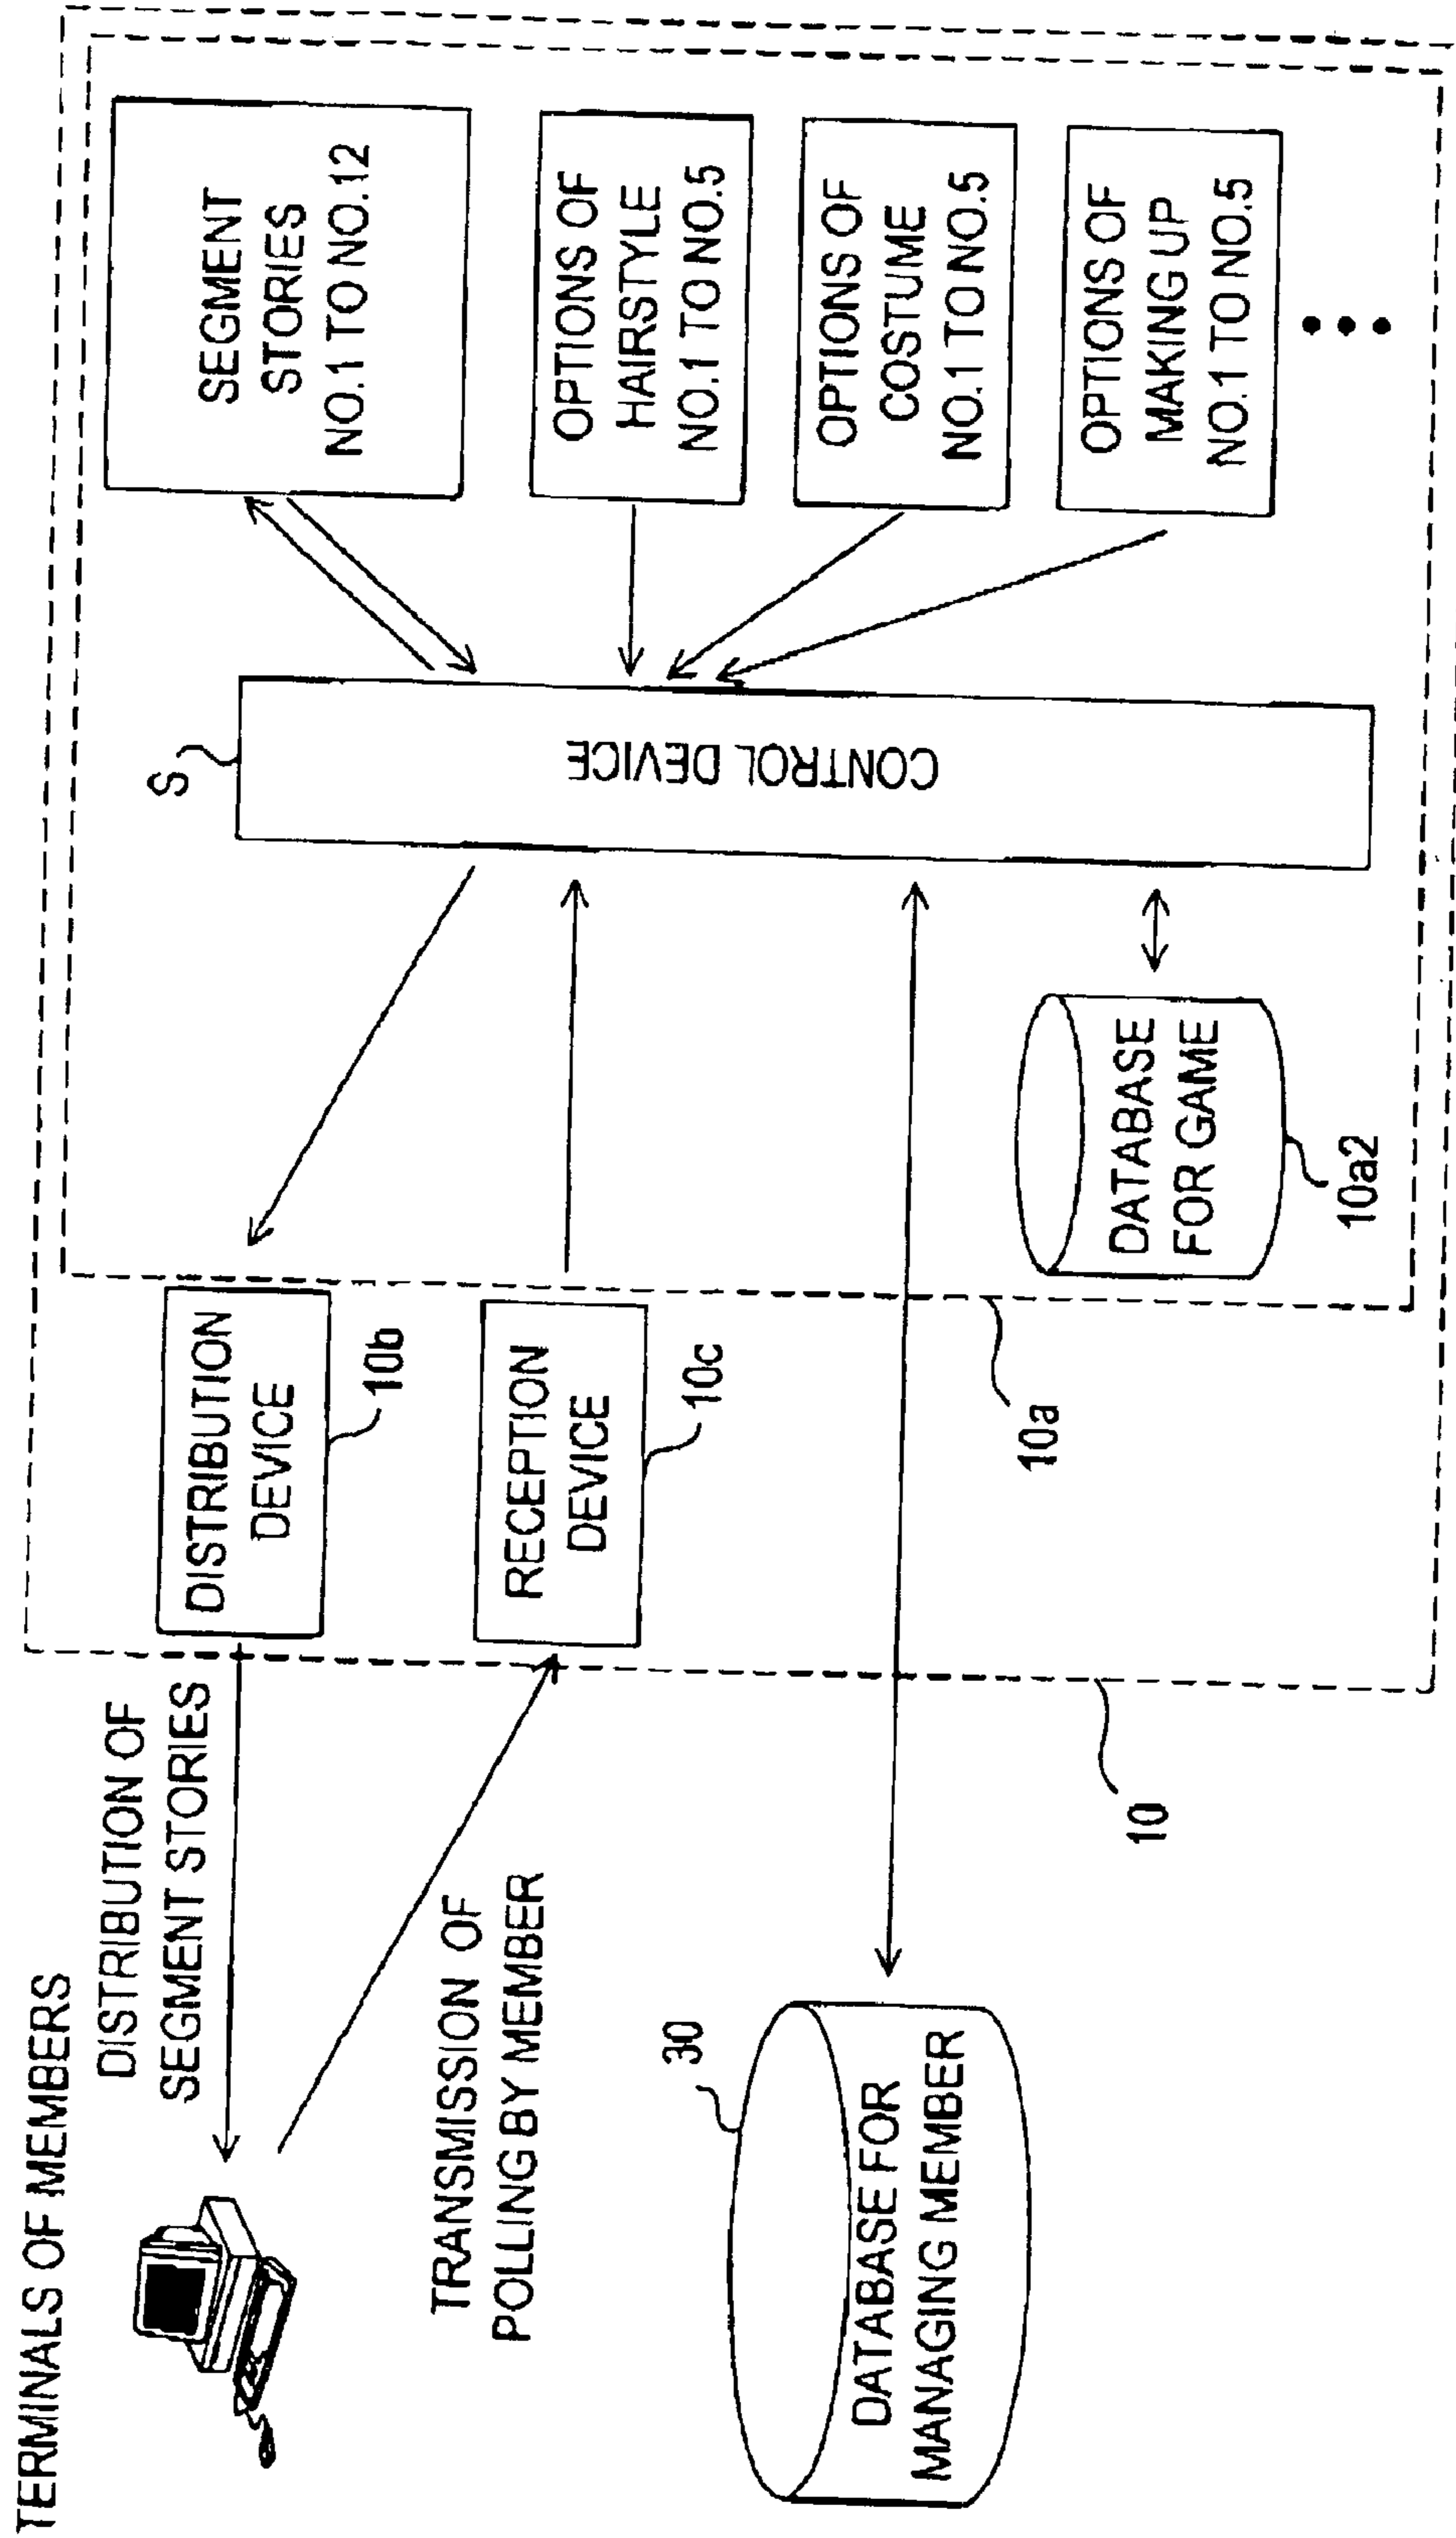 TERMINALS OF MEMBERS
DISTRIBUTION OF
SEGMENT STORIES
TRANSMISSION OF
POLLING BY MEMBER
30
DATABASE FOR
MANAGING MEMBER
10
DISTRIBUTION
DEVICE
10b
RECEPTION
DEVICE
10c
10a
DATABASE
FOR GAME
10a2
S
CONTROL DEVICE
SEGMENT
STORIES
NO.1 TO NO.12
OPTIONS OF
HAIRSTYLE
NO.1 TO NO.5
OPTIONS OF
COSTUME
NO.1 TO NO.5
OPTIONS OF
MAKING UP
NO.1 TO NO.5